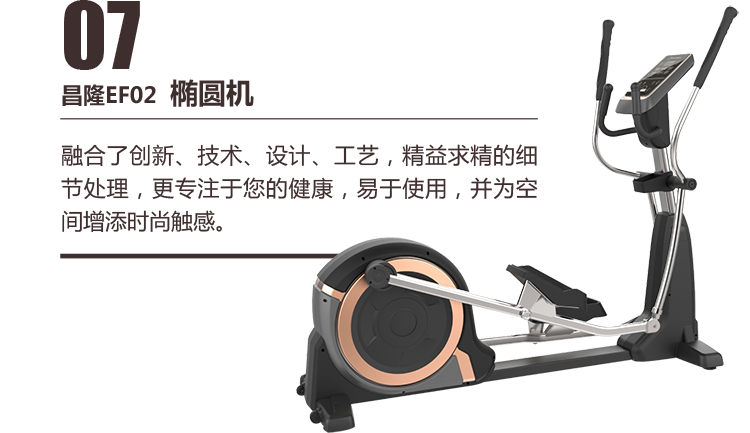 07
昌隆EF02 椭圆机
融合了创新、技术、设计、工艺，精益求精的细
节处理，更专注于您的健康，易于使用，并为空
间增添时尚触感。